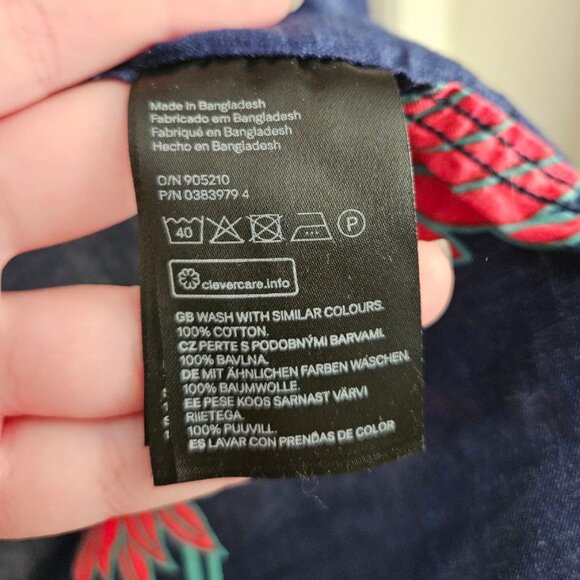 Made in Bangladesh
Fabricado em Bangladesh
Fabriqué en Bangladesh
Hecho en Bangladesh
O/N 905210
P/N 0383979 4
40 P
clevercare.info
GB WASH WITH SIMILAR COLOURS.
100% COTTON.
CZ PERTE S PODOBNÝMI BARVAMI.
100% BAVLNA.
DE MIT ÄHNLICHEN FARBEN WASCHEN.
100% BAUMWOLLE.
EE PESE KOOS SARNAST VÄRVI
RIIETEGA.
100% PUUVILL.
ES LAVAR CON PRENDAS DE COLOR